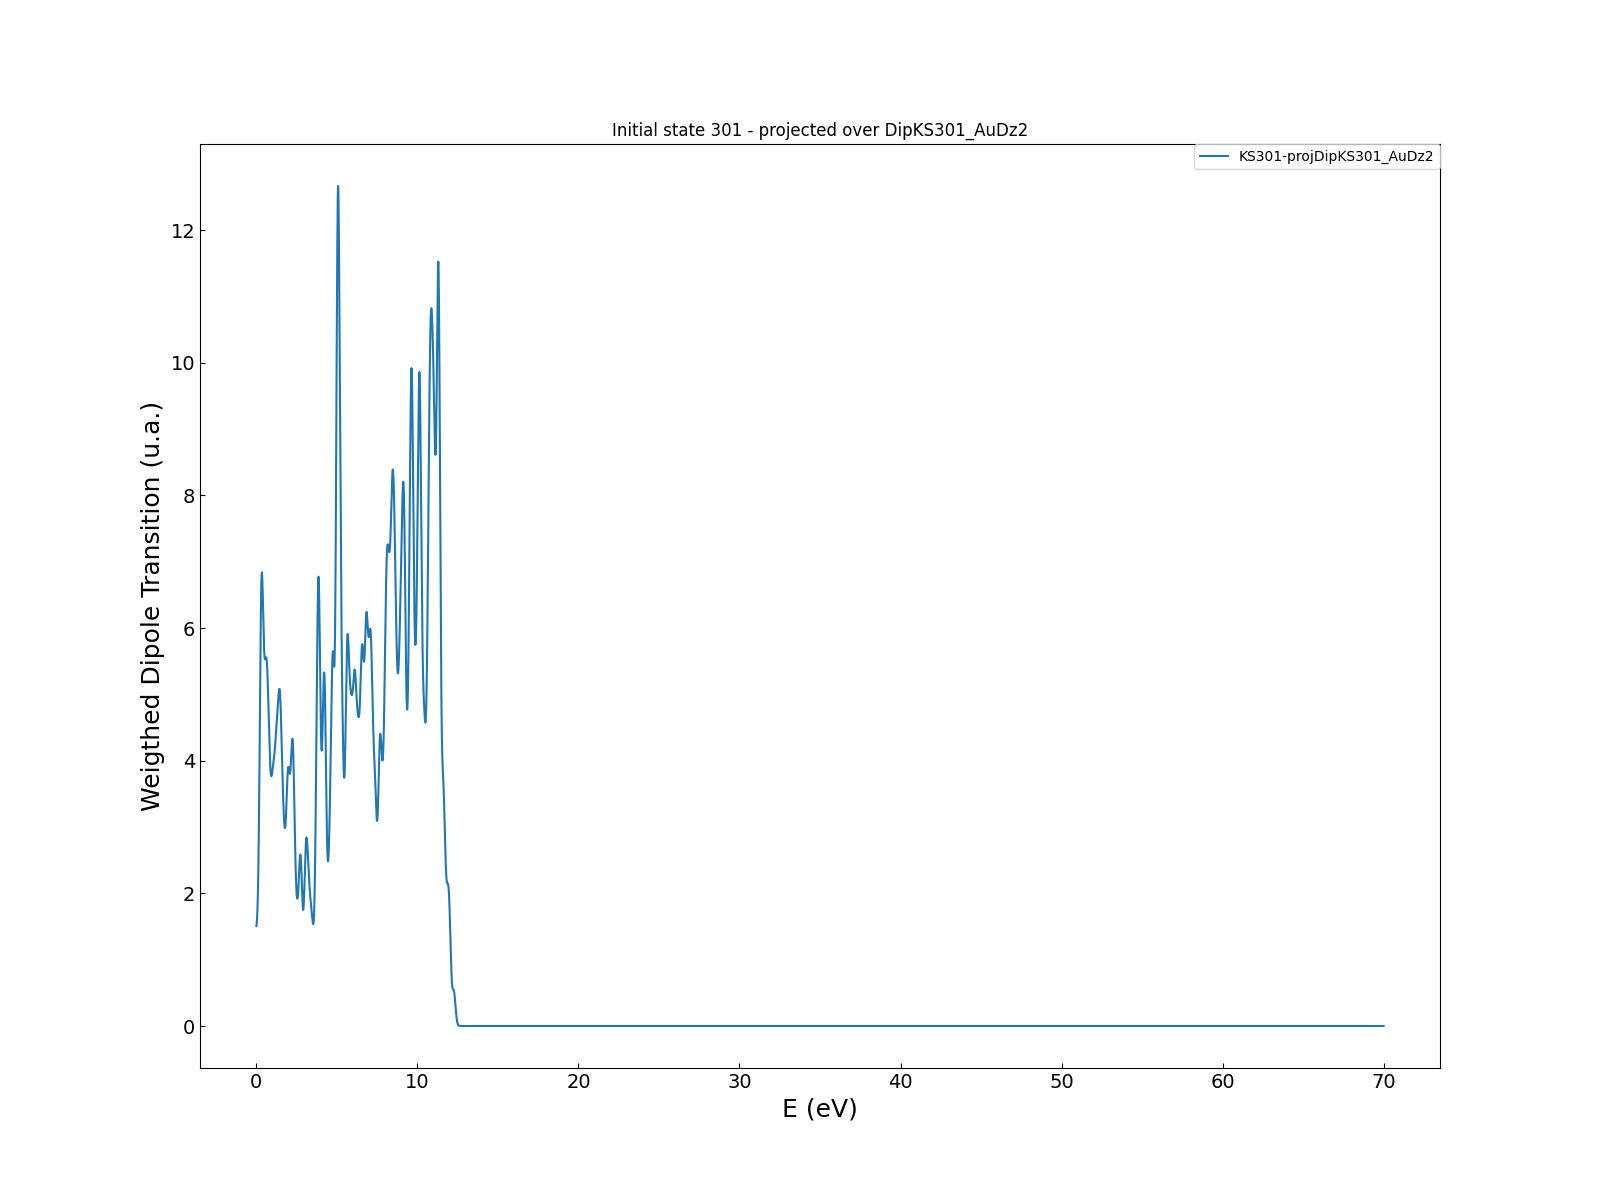 Initial state 301 - projected over DipKS301_AuDz2
KS301-projDipKS301_AuDz2
Weigthed Dipole Transition (u.a.)
12
10
8
6
4
2
0
0 10 20 30 40 50 60 70
E (eV)